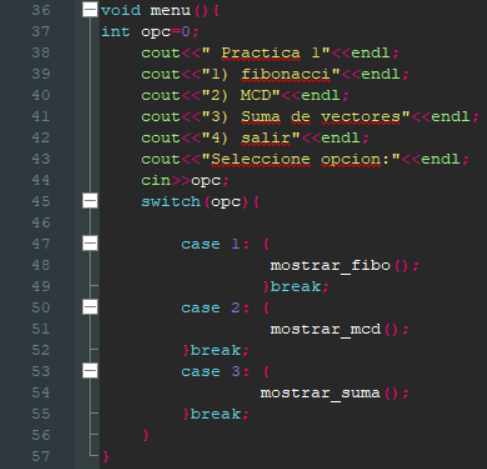 36 void menu(){
37 int opc=0;
38 cout<<" Practica 1"<<endl;
39 cout<<"1) fibonacci"<<endl;
40 cout<<"2) MCD"<<endl;
41 cout<<"3) Suma de vectores"<<endl;
42 cout<<"4) salir"<<endl;
43 cout<<"Seleccione opcion:"<<endl;
44 cin>>opc;
45 switch(opc){
46
47 case 1: {
48 mostrar_fibo();
49 }break;
50 case 2: {
51 mostrar_mcd();
52 }break;
53 case 3: {
54 mostrar_suma();
55 }break;
56 }
57 }